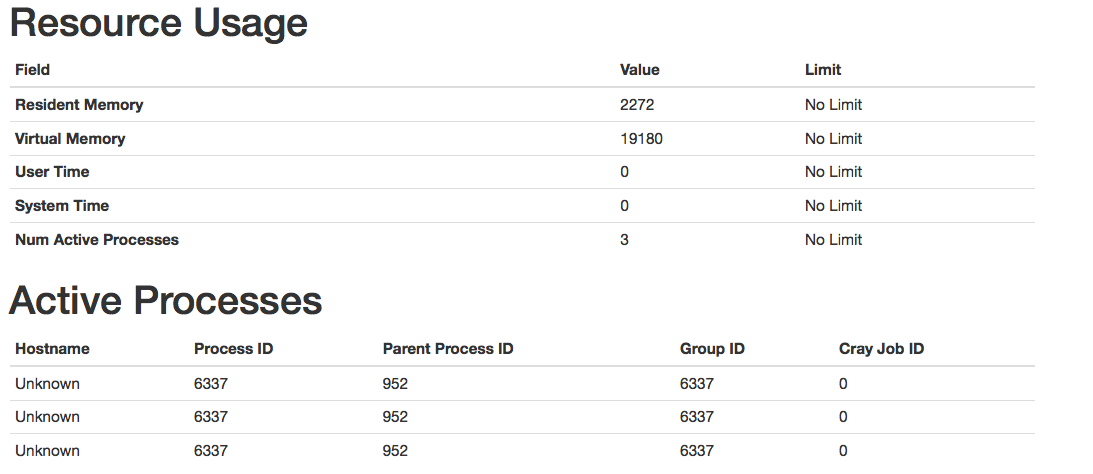 Resource Usage
Field Value Limit
Resident Memory 2272 No Limit
Virtual Memory 19180 No Limit
User Time 0 No Limit
System Time 0 No Limit
Num Active Processes 3 No Limit
Active Processes
Hostname Process ID Parent Process ID Group ID Cray Job ID
Unknown 6337 952 6337 0
Unknown 6337 952 6337 0
Unknown 6337 952 6337 0